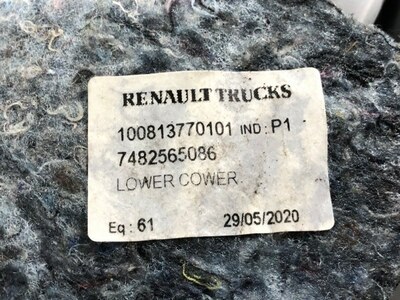 RENAULT TRUCKS
100813770101 IND : P1
7482565086
LOWER COWER
Eq : 61 29/05/2020